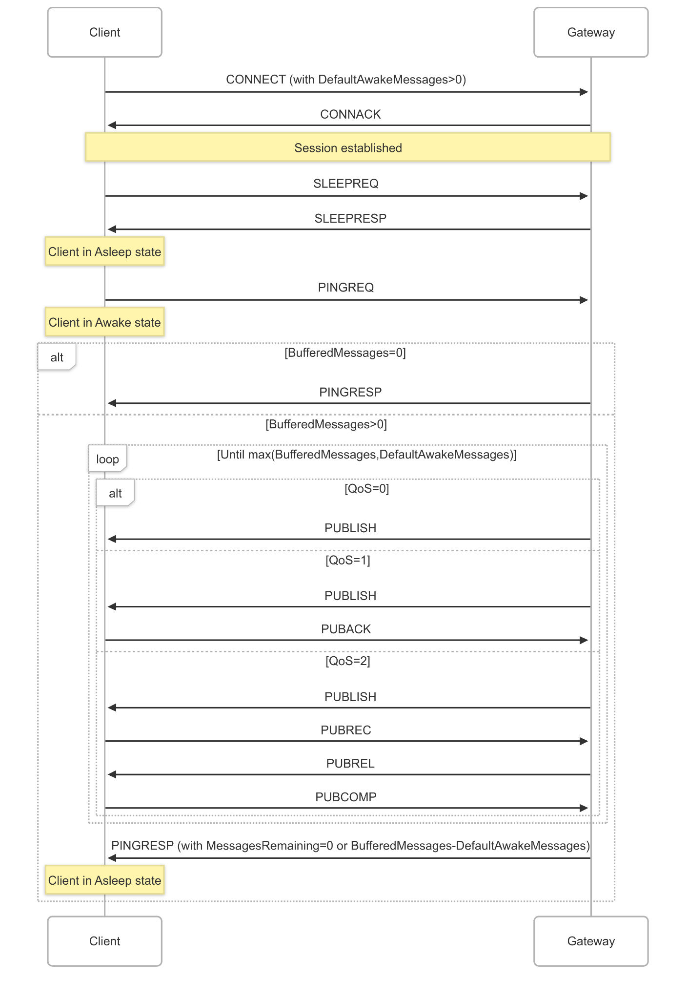 Client
Gateway
CONNECT (with DefaultAwakeMessages>0)
CONNACK
Session established
SLEEPREQ
SLEEPRESP
Client in Asleep state
PINGREQ
Client in Awake state
alt
[BufferedMessages=0]
PINGRESP
[BufferedMessages>0]
loop
[Until max(BufferedMessages,DefaultAwakeMessages)]
alt
[QoS=0]
PUBLISH
[QoS=1]
PUBLISH
PUBACK
[QoS=2]
PUBLISH
PUBREC
PUBREL
PUBCOMP
PINGRESP (with MessagesRemaining=0 or BufferedMessages-DefaultAwakeMessages)
Client in Asleep state
Client
Gateway